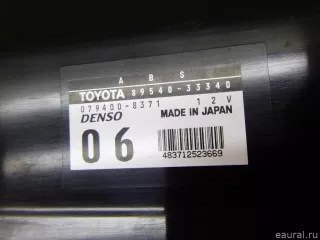 A B S
TOYOTA 89540-33340
079400-8371 12V
DENSO MADE IN JAPAN
06
483712523669
eaural.ru